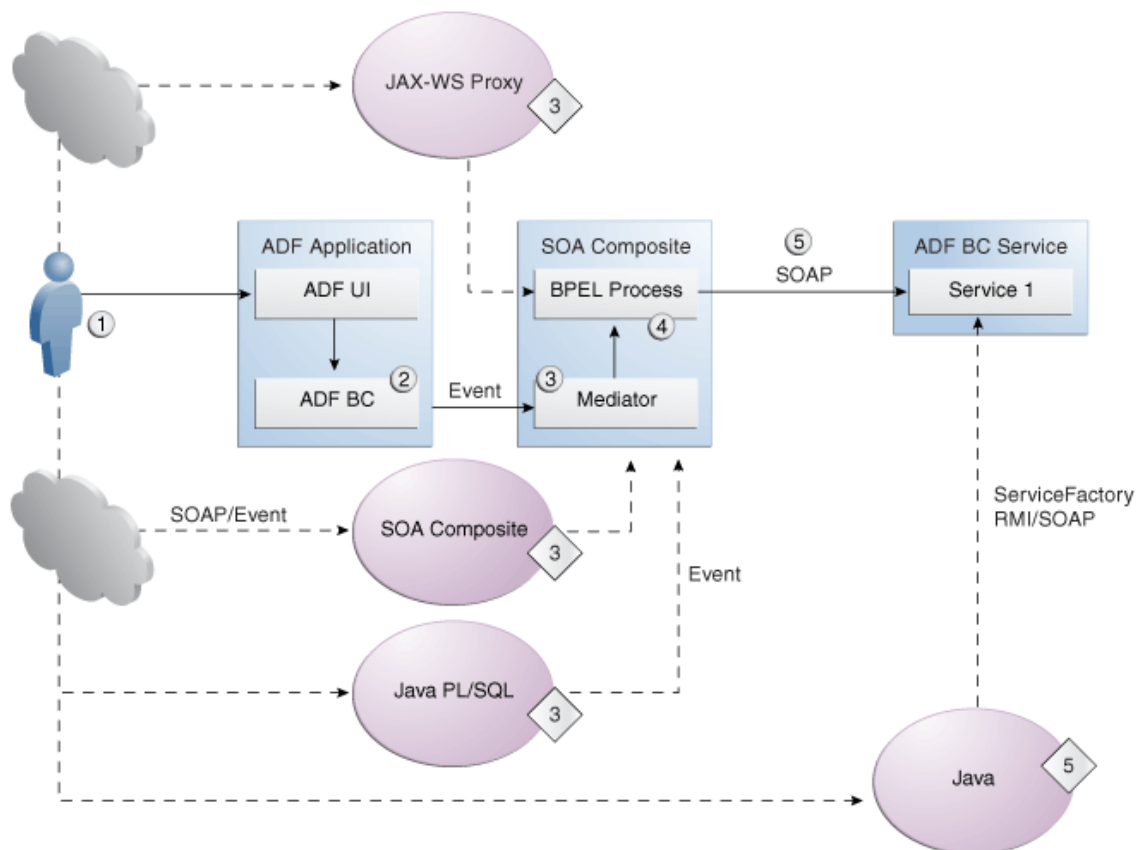 JAX-WS Proxy
3
ADF Application
SOA Composite
5
SOAP
ADF BC Service
ADF UI
BPEL Process
Service 1
1
4
2
ADF BC
Event
3
Mediator
SOAP/Event
SOA Composite
3
ServiceFactory
RMI/SOAP
Event
Java PL/SQL
3
Java
5